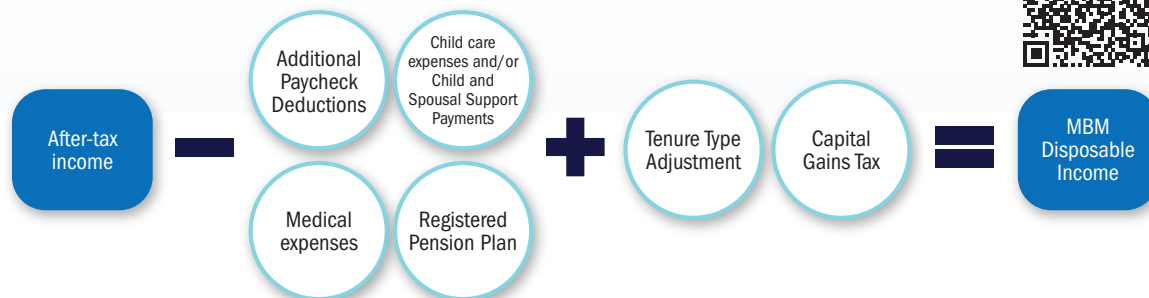 After-tax
income
Additional
Paycheck
Deductions
Child care
expenses and/or
Child and
Spousal Support
Payments
Medical
expenses
Registered
Pension Plan
Tenure Type
Adjustment
Capital
Gains Tax
MBM
Disposable
Income